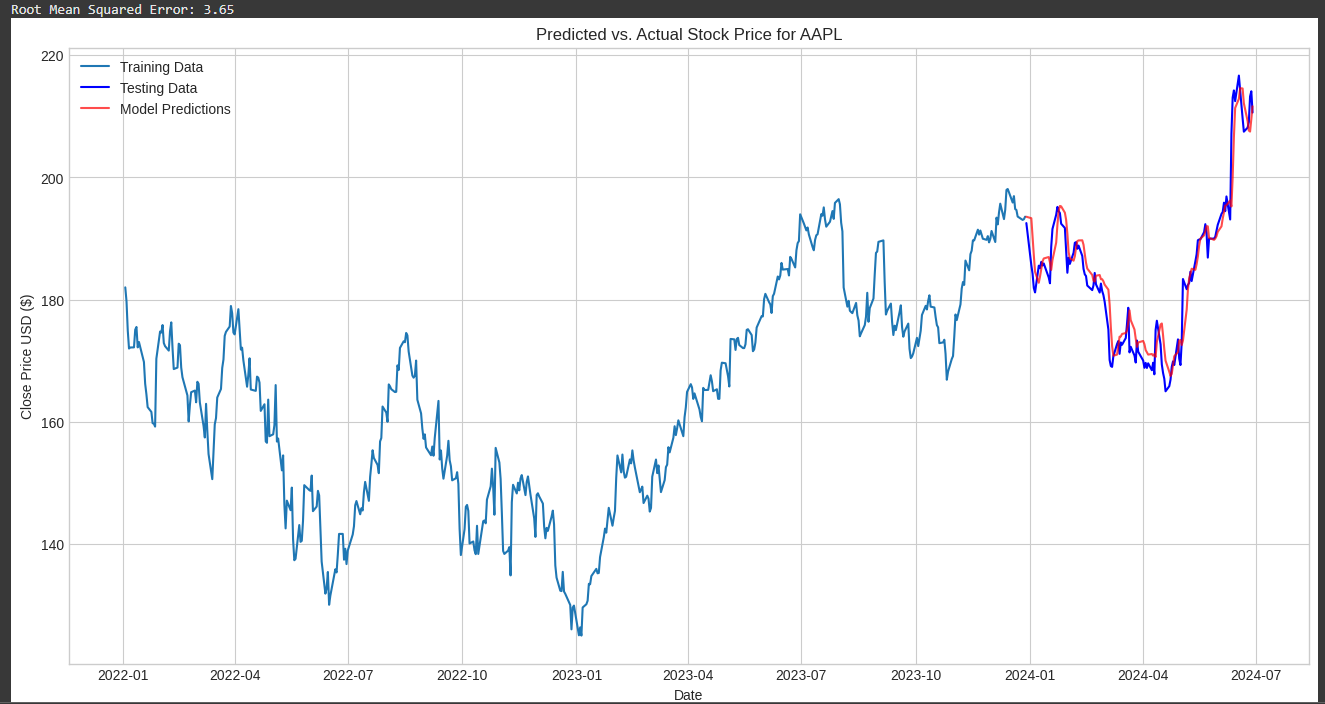 Root Mean Squared Error: 3.65
Predicted vs. Actual Stock Price for AAPL
220
200
180
160
140
Close Price USD ($)
Training Data
Testing Data
Model Predictions
2022-01 2022-04 2022-07 2022-10 2023-01 2023-04 2023-07 2023-10 2024-01 2024-04 2024-07
Date